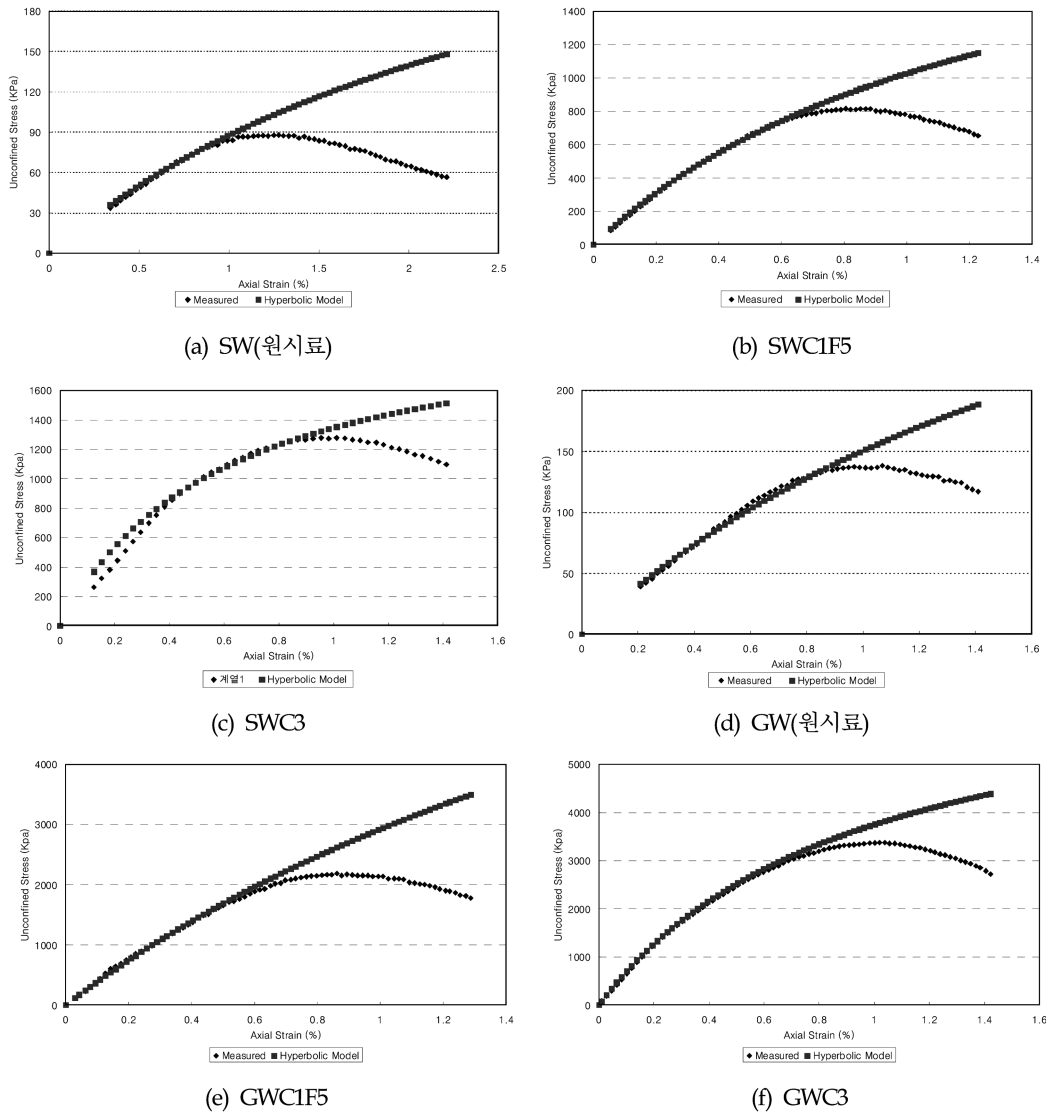 180
150
120
90
60
30
0
Unconfined Stress (KPa)
0.5
1
1.5
2
2.5
Axial Strain (%)
Measured
Hyperbolic Model
(a) SW(원시료)
1400
1200
1000
800
600
400
200
0
Unconfined Stress (Kpa)
0
0.2
0.4
0.6
0.8
1
1.2
1.4
Axial Strain (%)
Measured
Hyperbolic Model
(b) SWC1F5
1600
1400
1200
1000
800
600
400
200
0
Unconfined Stress (Kpa)
0
0.2
0.4
0.6
0.8
1
1.2
1.4
1.6
Axial Strain (%)
계열1
Hyperbolic Model
(c) SWC3
200
150
100
50
0
Unconfined Stress (KPa)
0
0.2
0.4
0.6
0.8
1
1.2
1.4
1.6
Axial Strain (%)
Measured
Hyperbolic Model
(d) GW(원시료)
4000
3000
2000
1000
0
Unconfined Stress (Kpa)
0
0.2
0.4
0.6
0.8
1
1.2
1.4
Axial Strain (%)
Measured
Hyperbolic Model
(e) GWC1F5
5000
4000
3000
2000
1000
0
Unconfined Stress (Kpa)
0
0.2
0.4
0.6
0.8
1
1.2
1.4
1.6
Axial Strain (%)
Measured
Hyperbolic Model
(f) GWC3